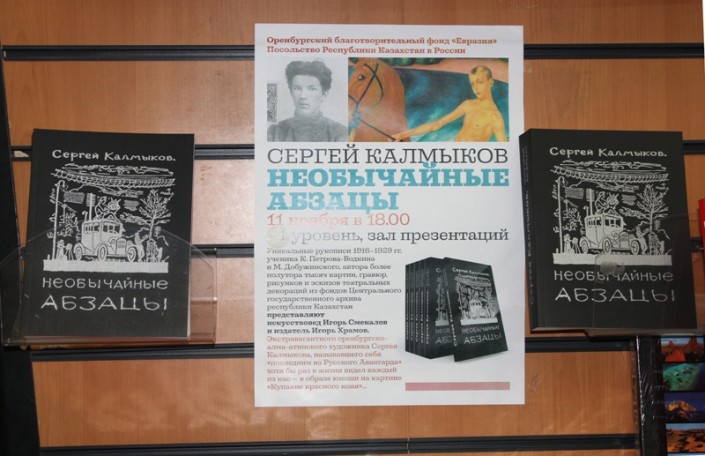 Оренбургский благотворительный фонд «Евразия»
Посольство Республики Казахстан в России
СЕРГЕЙ КАЛМЫКОВ
НЕОБЫЧАЙНЫЕ
АБЗАЦЫ
11 ноября в 18.00
уровень, зал презентаций
Уникальные рукописи 1916-1929 гг.
ученика К. Петрова-Водкина
и М. Добужинского, автора более
полутора тысяч картин, гравюр,
рисунков и эскизов театральных
декораций из фондов Центрального
государственного архива
республики Казахстан
представляют
искусствовед Игорь Смекалов
и издатель Игорь Храмов.
Экстравагантного оренбургско-
алма-атинского художника Сергея
Калмыкова, называвшего себя
«последним из Русского Авангарда»
хотя бы раз в жизни видел каждый
из нас – в образе юноши на картине
«Купание красного коня»...
Сергей Калмыков.
НЕОБЫЧАЙНЫЕ
АБЗАЦЫ
Сергей Калмыков.
НЕОБЫЧАЙНЫЕ
АБЗАЦЫ
Сергей Калмыков.
НЕОБЫЧАЙНЫЕ
АБЗАЦЫ